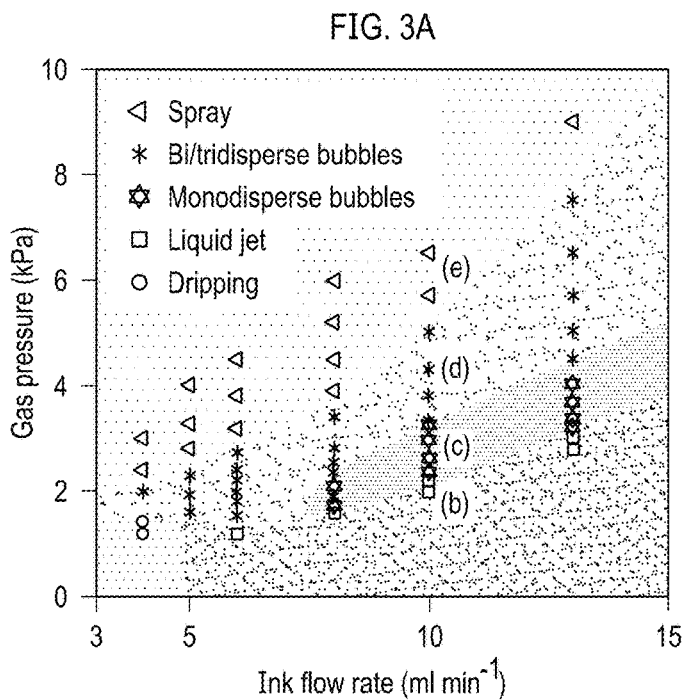 FIG. 3A
10
8
6
4
2
0
Gas pressure (kPa)
Spray
Bi/tridisperse bubbles
Monodisperse bubbles
Liquid jet
Dripping
(e)
(d)
(c)
(b)
3
5
10
15
Ink flow rate (ml min⁻¹)